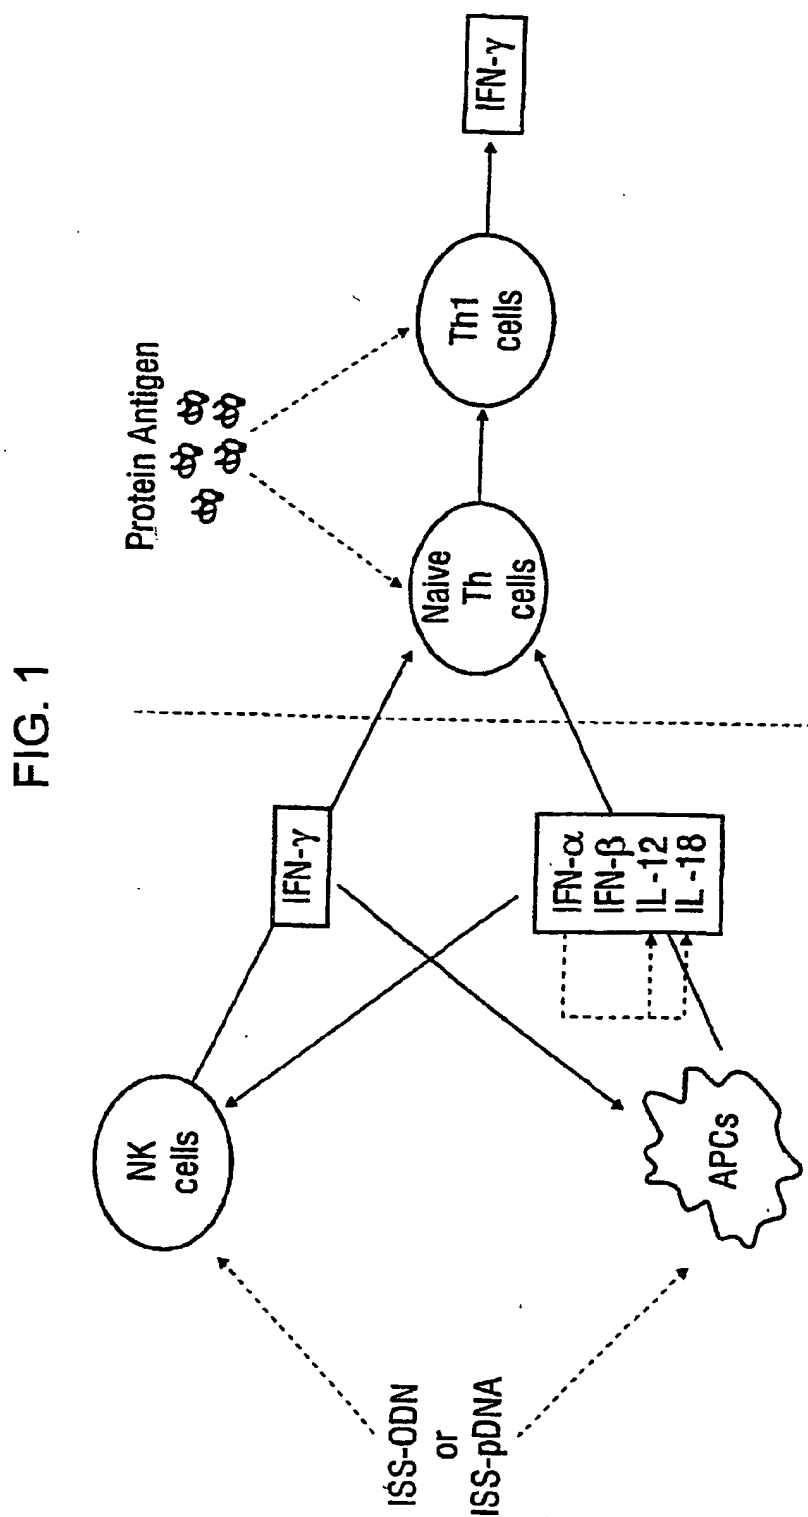 FIG. 1
ISS-ODN
or
ISS-pDNA
NK
cells
APCs
IFN-γ
IFN-α
IFN-β
IL-12
IL-18
Protein Antigen
Naive
Th
cells
Th1
cells
IFN-γ